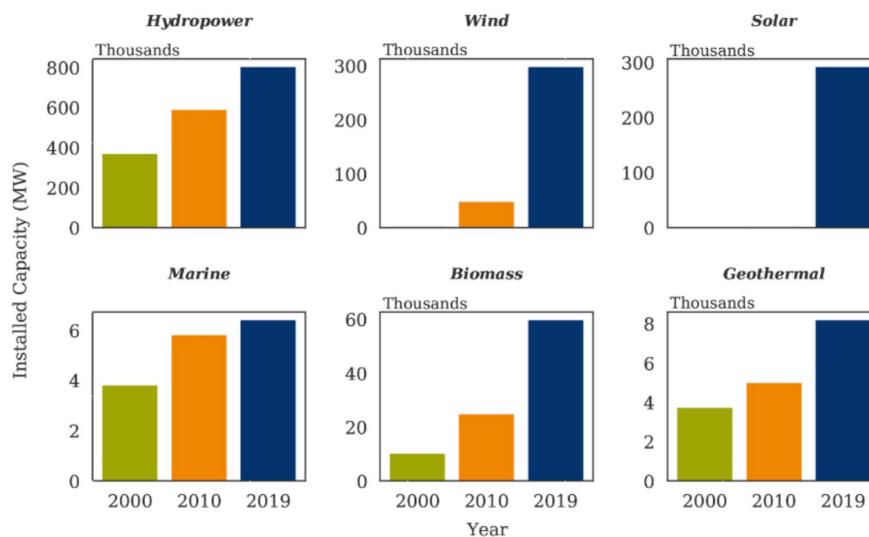 Hydropower
Wind
Solar
Thousands
Thousands
Thousands
800
600
400
200
0
300
200
100
0
300
200
100
0
Installed Capacity (MW)
Marine
Biomass
Geothermal
Thousands
Thousands
6
4
2
0
60
40
20
0
8
6
4
2
0
2000 2010 2019
2000 2010 2019
2000 2010 2019
Year